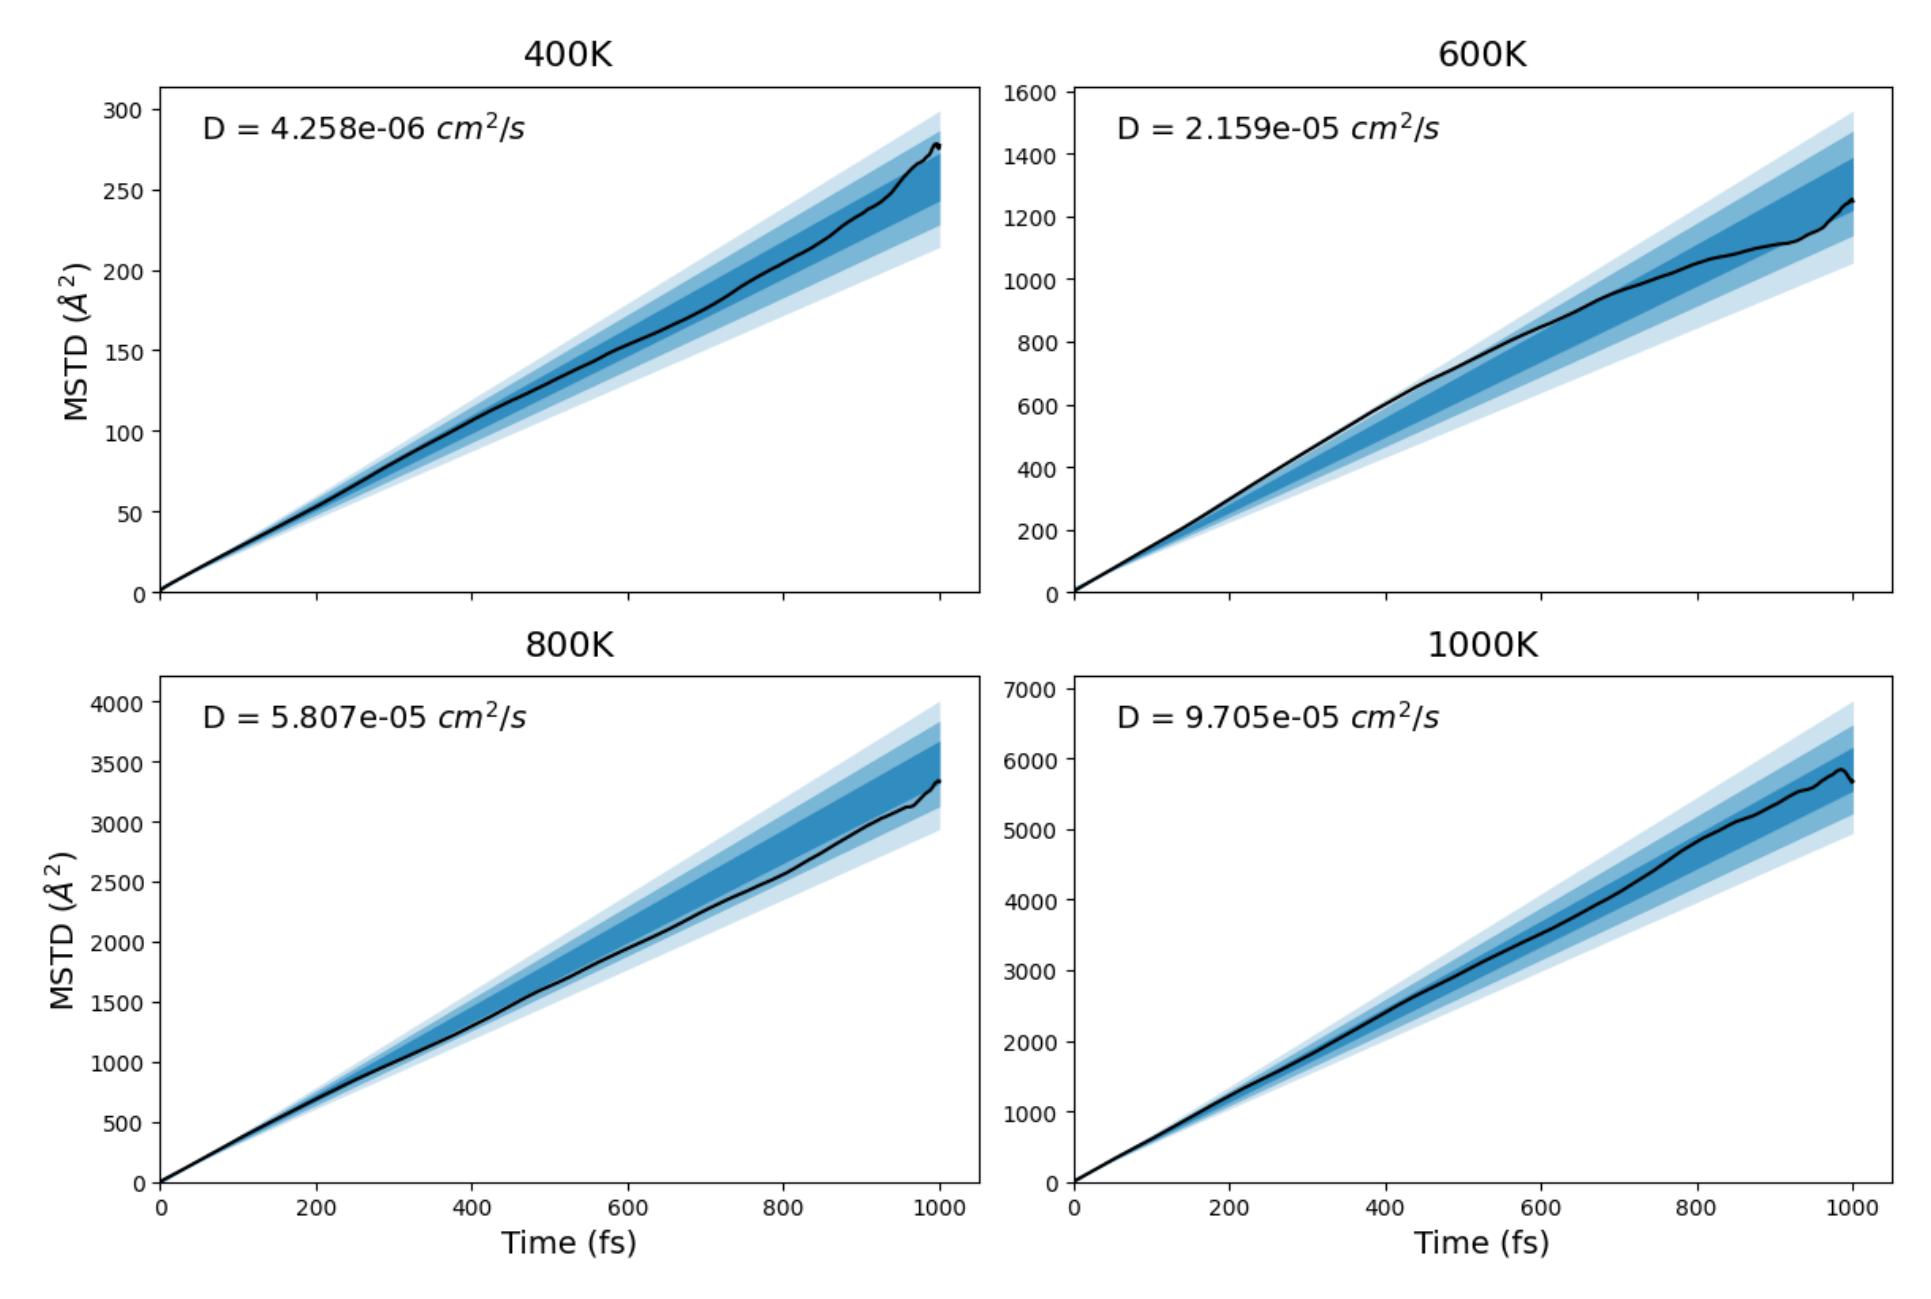 400K
D = 4.258e-06 cm²/s
300
250
200
150
100
50
0
MSTD (Å²)
600K
D = 2.159e-05 cm²/s
1600
1400
1200
1000
800
600
400
200
0
800K
D = 5.807e-05 cm²/s
4000
3500
3000
2500
2000
1500
1000
500
0
MSTD (Å²)
0 200 400 600 800 1000
Time (fs)
1000K
D = 9.705e-05 cm²/s
7000
6000
5000
4000
3000
2000
1000
0
0 200 400 600 800 1000
Time (fs)